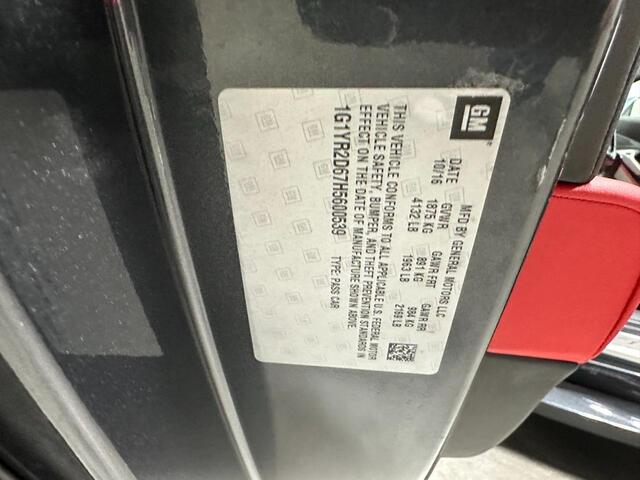 GM
MFD BY GENERAL MOTORS LLC
DATE GVWR GAWR FRT GAWR RR
10/16 1875 KG 891 KG 984 KG
4132 LB 1963 LB 2169 LB
THIS VEHICLE CONFORMS TO ALL APPLICABLE U.S. FEDERAL MOTOR
VEHICLE SAFETY, BUMPER, AND THEFT PREVENTION STANDARDS IN
EFFECT ON THE DATE OF MANUFACTURE SHOWN ABOVE.
1G1YR2D67H5600539 TYPE: PASS CAR